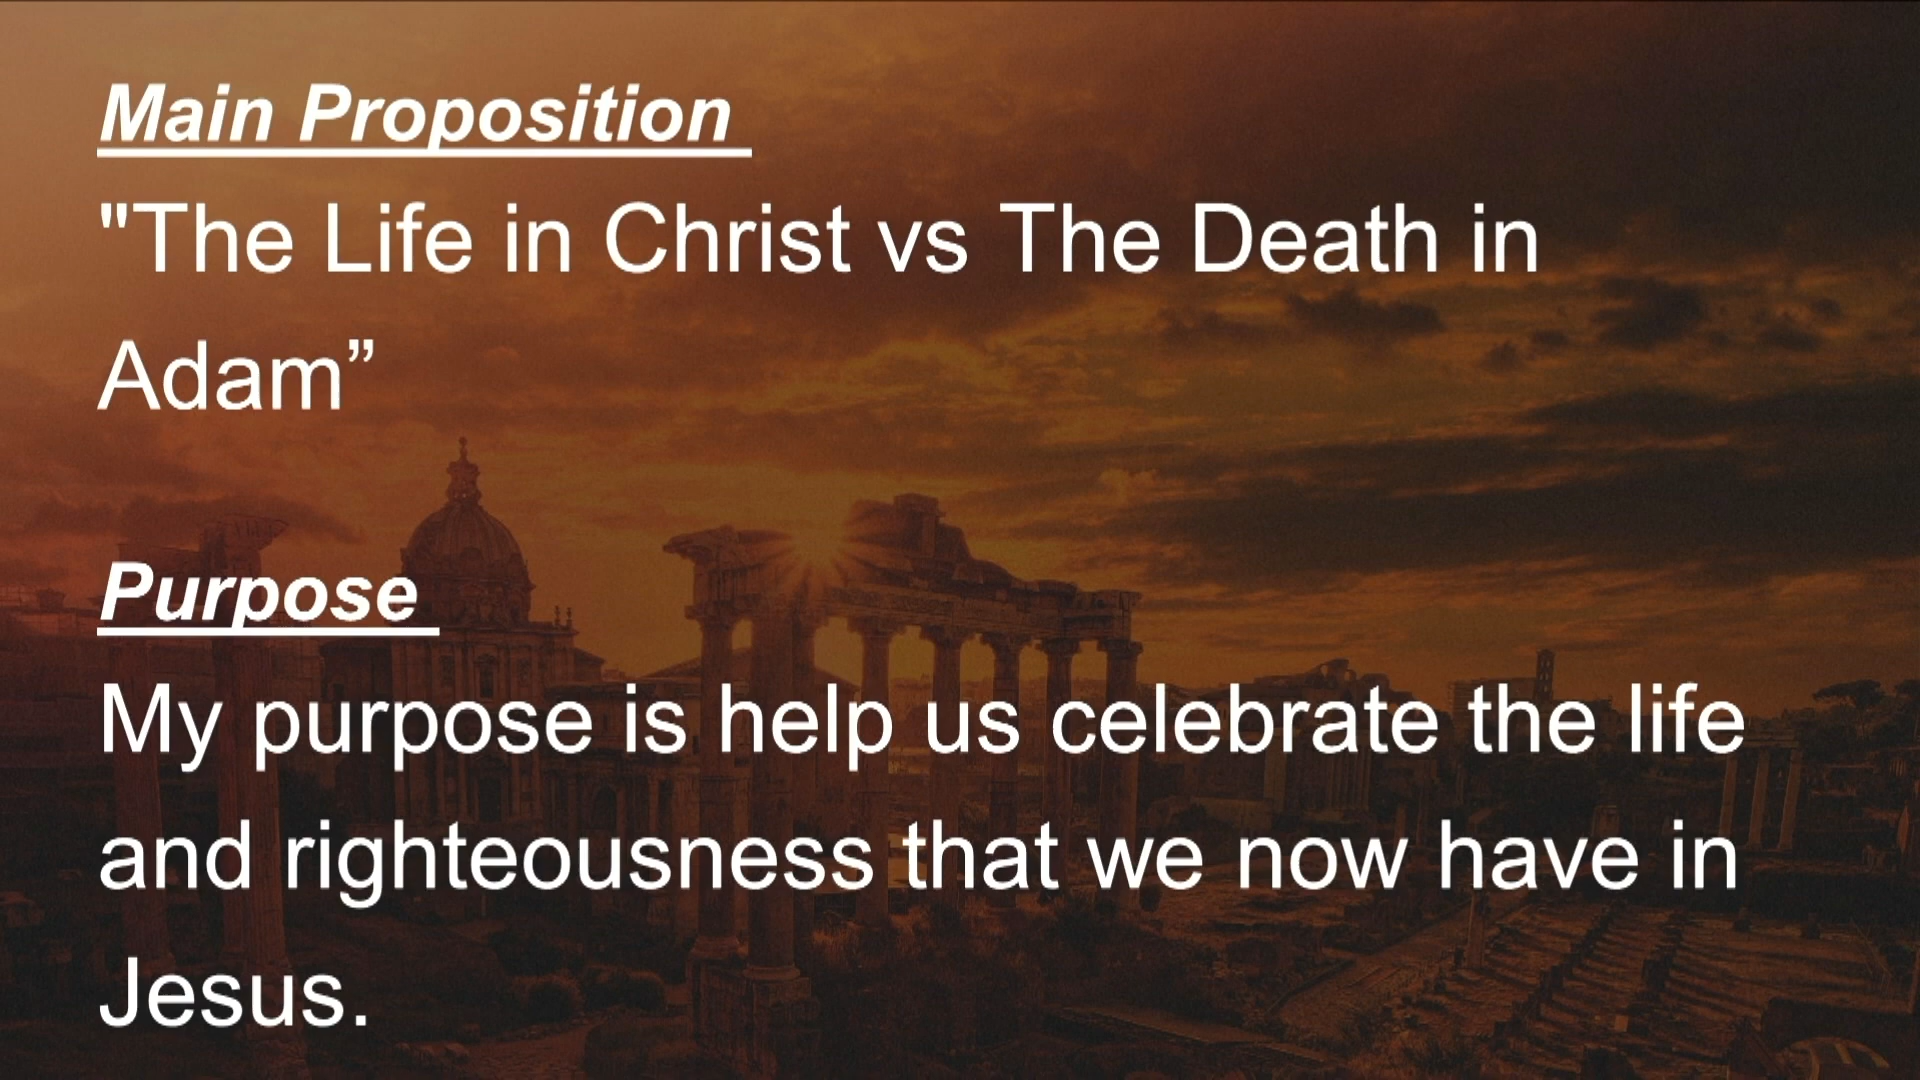 Main Proposition
"The Life in Christ vs The Death in
Adam”
Purpose
My purpose is help us celebrate the life
and righteousness that we now have in
Jesus.